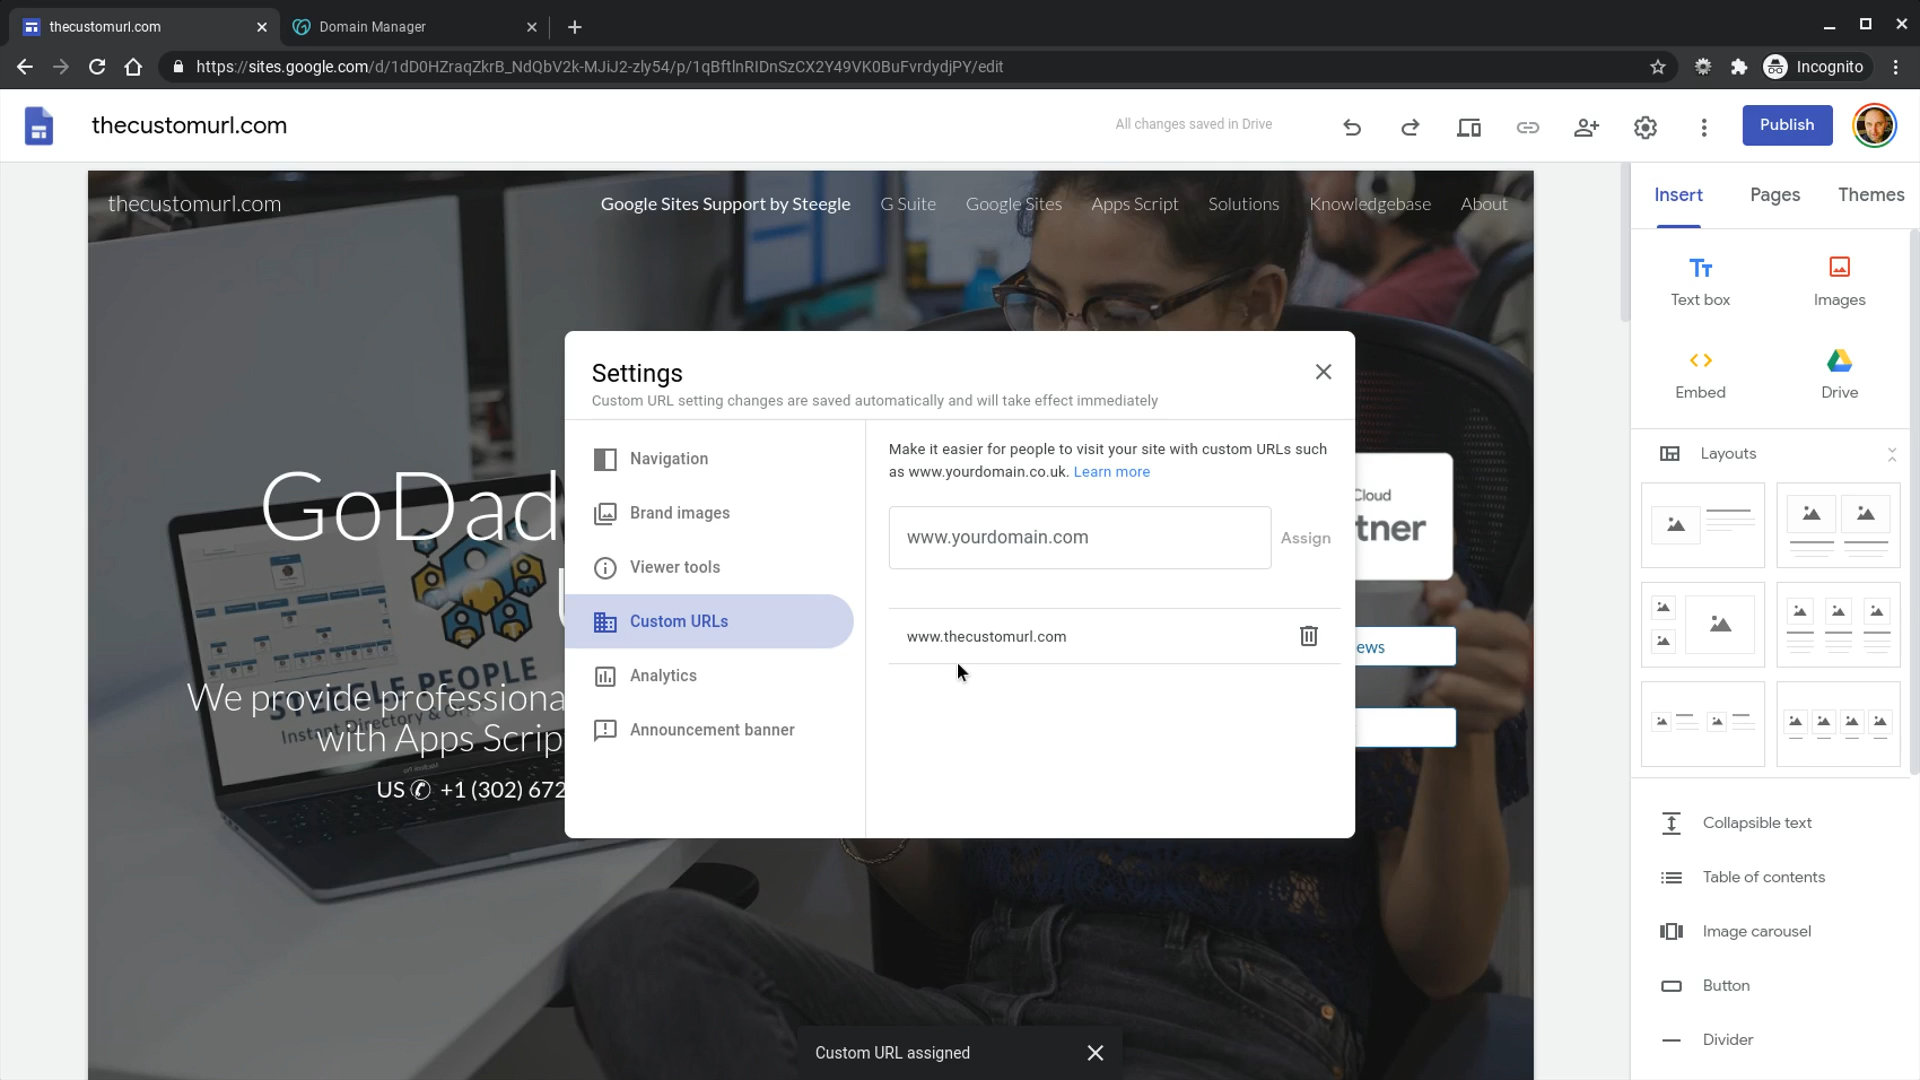 thecustomurl.com
Domain Manager
https://sites.google.com/d/1dD0HZraqZkrB_NdQbV2k-MJiJ2-zly54/p/1qBftlnRIDnSzCX2Y49VK0BuFvrdydjPY/edit
Incognito
thecustomurl.com
All changes saved in Drive
Publish
thecustomurl.com
Google Sites Support by Steegle
G Suite
Google Sites
Apps Script
Solutions
Knowledgebase
About
GoDad
We provide professiona
with Apps Scrip
US ✆ +1 (302) 672
STEEGLE PEOPLE
Instant Directory & O
Cloud
tner
ews
Settings
Custom URL setting changes are saved automatically and will take effect immediately
Navigation
Brand images
Viewer tools
Custom URLs
Analytics
Announcement banner
Make it easier for people to visit your site with custom URLs such
as www.yourdomain.co.uk. Learn more
www.yourdomain.com
Assign
www.thecustomurl.com
Custom URL assigned
Insert
Pages
Themes
Tт
Text box
Images
Embed
Drive
Layouts
Collapsible text
Table of contents
Image carousel
Button
Divider